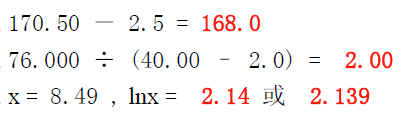 170.50 － 2.5 = 168.0
76.000 ÷ (40.00 – 2.0) = 2.00
x = 8.49 , lnx = 2.14 或 2.139